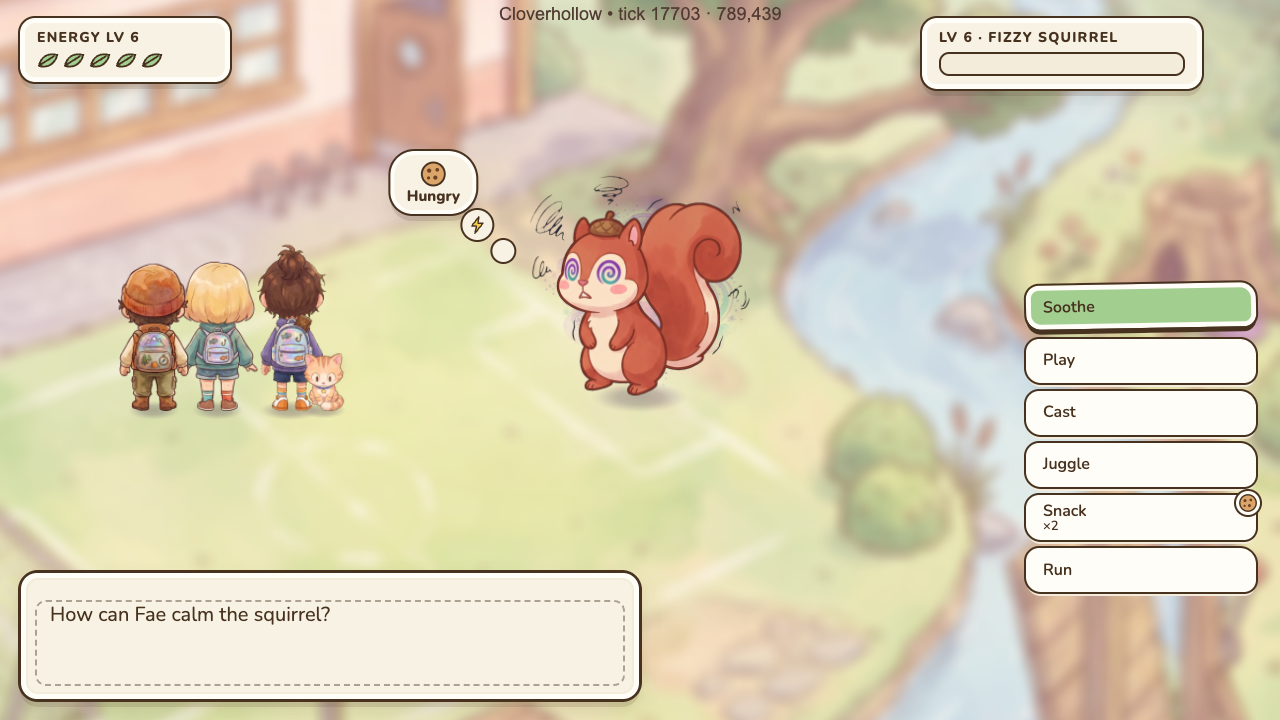 Cloverhollow • tick 17703 · 789,439
ENERGY LV 6
LV 6 · FIZZY SQUIRREL
Hungry
Soothe
Play
Cast
Juggle
Snack
×2
Run
How can Fae calm the squirrel?